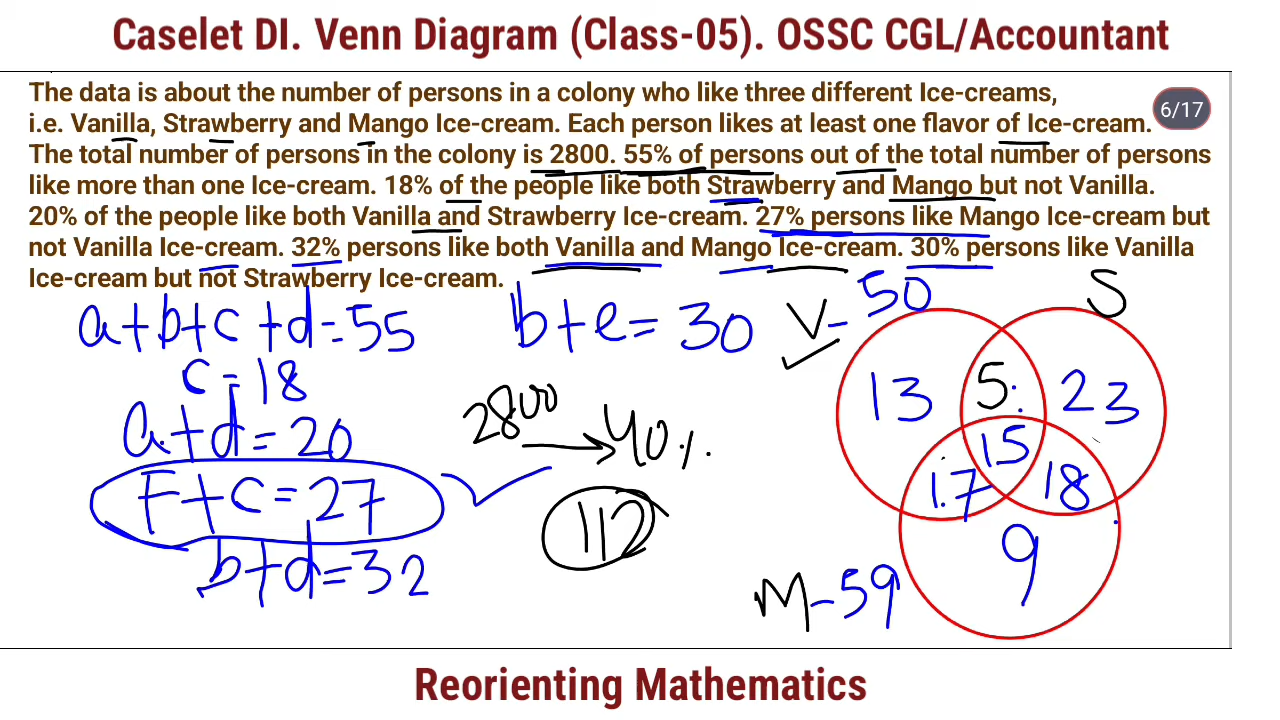 Caselet DI. Venn Diagram (Class-05). OSSC CGL/Accountant
The data is about the number of persons in a colony who like three different Ice-creams,
i.e. Vanilla, Strawberry and Mango Ice-cream. Each person likes at least one flavor of Ice-cream.
6/17
The total number of persons in the colony is 2800. 55% of persons out of the total number of persons
like more than one Ice-cream. 18% of the people like both Strawberry and Mango but not Vanilla.
20% of the people like both Vanilla and Strawberry Ice-cream. 27% persons like Mango Ice-cream but
not Vanilla Ice-cream. 32% persons like both Vanilla and Mango Ice-cream. 30% persons like Vanilla
Ice-cream but not Strawberry Ice-cream.
a+b+c+d=55
c=18
a+d=20
F+c=27
b+d=32
b+e=30
2800 → 40%
112
V-50
S
13
5
23
15
17
18
9
M-59
Reorienting Mathematics